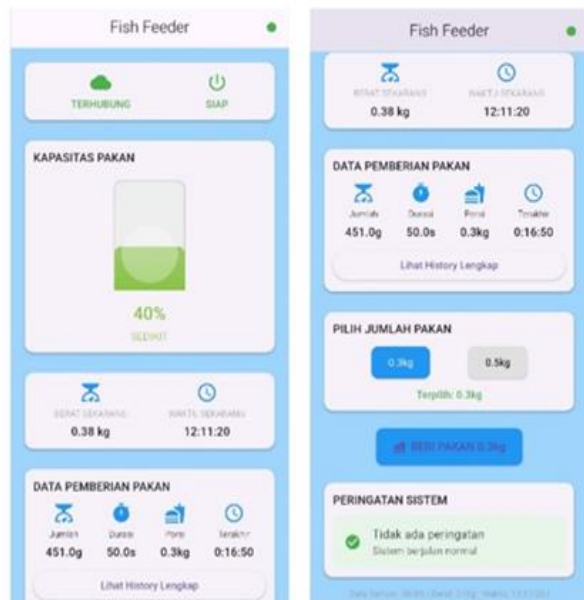 Fish Feeder
TERHUBUNG SIAP
KAPASITAS PAKAN
40%
SEDIKIT
BERAT SEKARANG WAKTU SEKARANG
0.38 kg 12:11:20
DATA PEMBERIAN PAKAN
Jumlah Durasi Porsi Terakhir
451.0g 50.0s 0.3kg 0:16:50
Lihat History Lengkap
Fish Feeder
BERAT SEKARANG WAKTU SEKARANG
0.38 kg 12:11:20
DATA PEMBERIAN PAKAN
Jumlah Durasi Porsi Terakhir
451.0g 50.0s 0.3kg 0:16:50
Lihat History Lengkap
PILIH JUMLAH PAKAN
0.3kg 0.5kg
Terpilih: 0.3kg
BERI PAKAN 0.3kg
PERINGATAN SISTEM
Tidak ada peringatan
Sistem berjalan normal